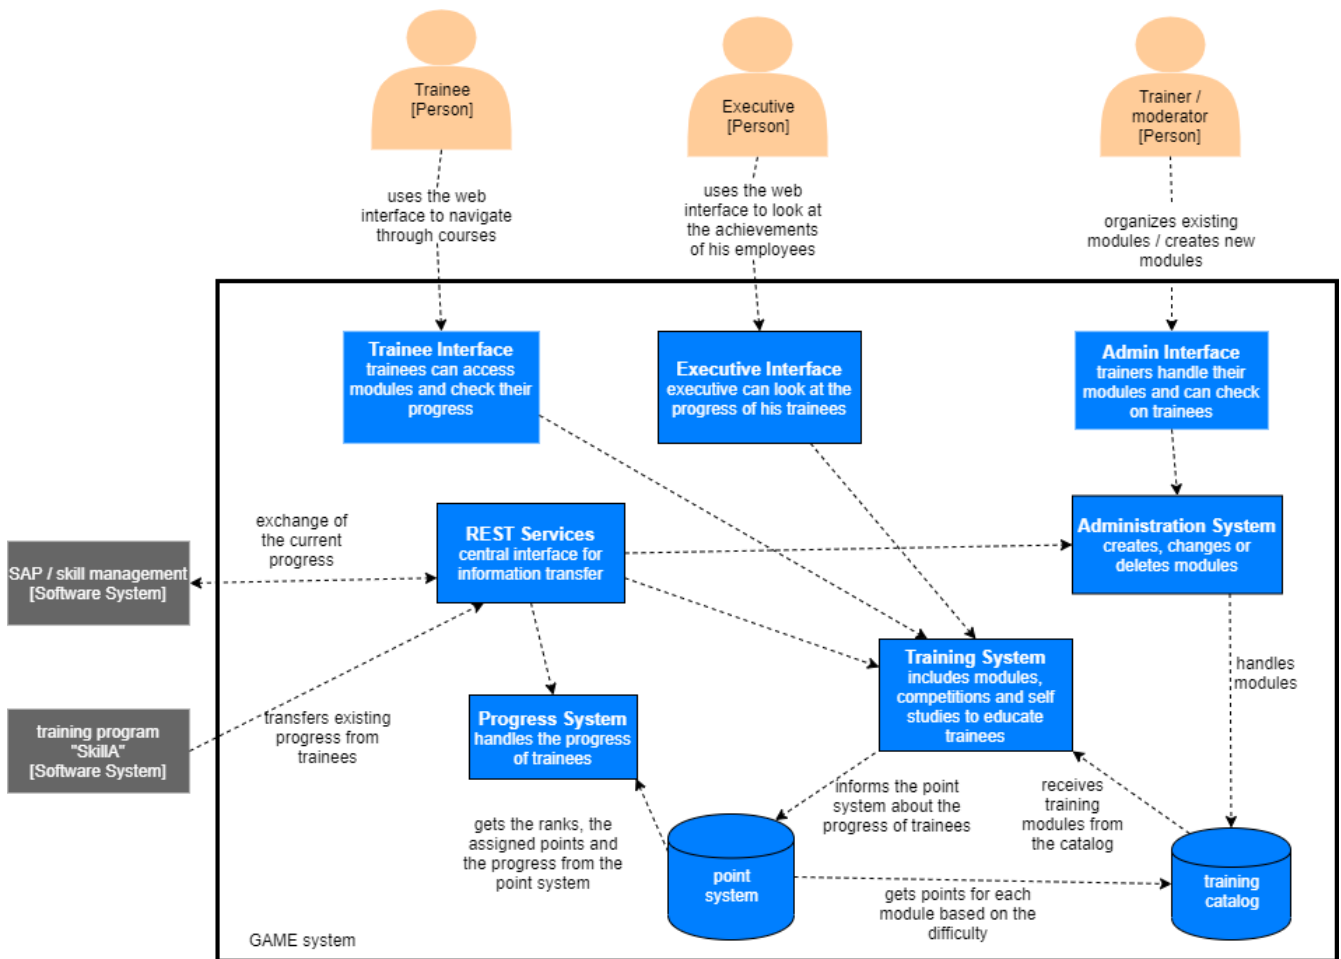 Trainee
[Person]
Executive
[Person]
Trainer /
moderator
[Person]
uses the web
interface to navigate
through courses
uses the web
interface to look at
the achievements
of his employees
organizes existing
modules / creates new
modules
Trainee Interface
trainees can access
modules and check their
progress
Executive Interface
executive can look at the
progress of his trainees
Admin Interface
trainers handle their
modules and can check
on trainees
exchange of
the current
progress
REST Services
central interface for
information transfer
Administration System
creates, changes or
deletes modules
SAP / skill management
[Software System]
Training System
includes modules,
competitions and self
studies to educate
trainees
handles
modules
training program
"SkillA"
[Software System]
transfers existing
progress from
trainees
Progress System
handles the progress
of trainees
informs the point
system about the
progress of trainees
receives
training
modules from
the catalog
gets the ranks, the
assigned points and
the progress from the
point system
point
system
gets points for each
module based on the
difficulty
training
catalog
GAME system